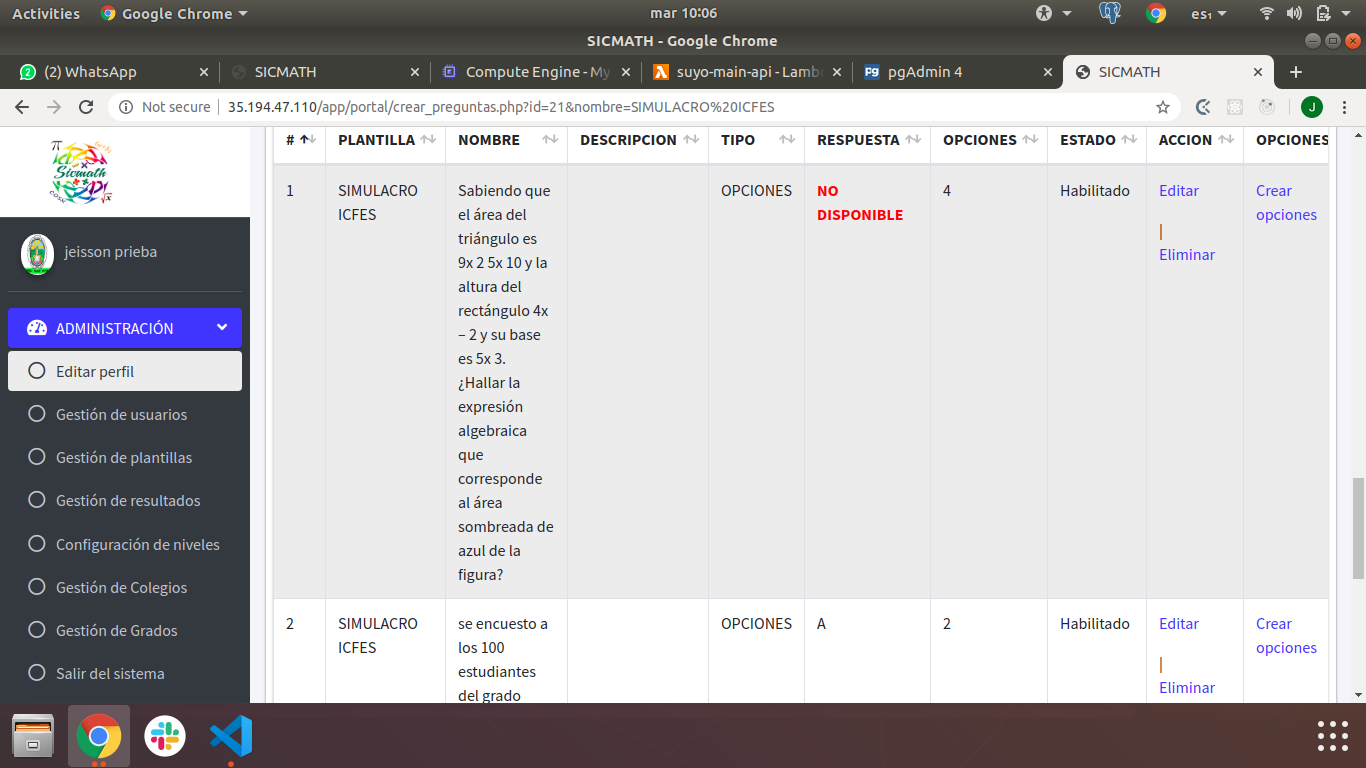 Activities Google Chrome mar 10:06 es₁
SICMATH - Google Chrome
(2) WhatsApp SICMATH Compute Engine - My suyo-main-api - Lamb pgAdmin 4 SICMATH
Not secure 35.194.47.110/app/portal/crear_preguntas.php?id=21&nombre=SIMULACRO%20ICFES J
Sicmath
jeisson prieba
ADMINISTRACIÓN
Editar perfil
Gestión de usuarios
Gestión de plantillas
Gestión de resultados
Configuración de niveles
Gestión de Colegios
Gestión de Grados
Salir del sistema
# PLANTILLA NOMBRE DESCRIPCION TIPO RESPUESTA OPCIONES ESTADO ACCION OPCIONES
1 SIMULACRO Sabiendo que OPCIONES NO 4 Habilitado Editar Crear
ICFES el área del DISPONIBLE opciones
triángulo es |
9x 2 5x 10 y la Eliminar
altura del
rectángulo 4x
– 2 y su base
es 5x 3.
¿Hallar la
expresión
algebraica
que
corresponde
al área
sombreada de
azul de la
figura?
2 SIMULACRO se encuesto a OPCIONES A 2 Habilitado Editar Crear
ICFES los 100 opciones
estudiantes |
del grado Eliminar